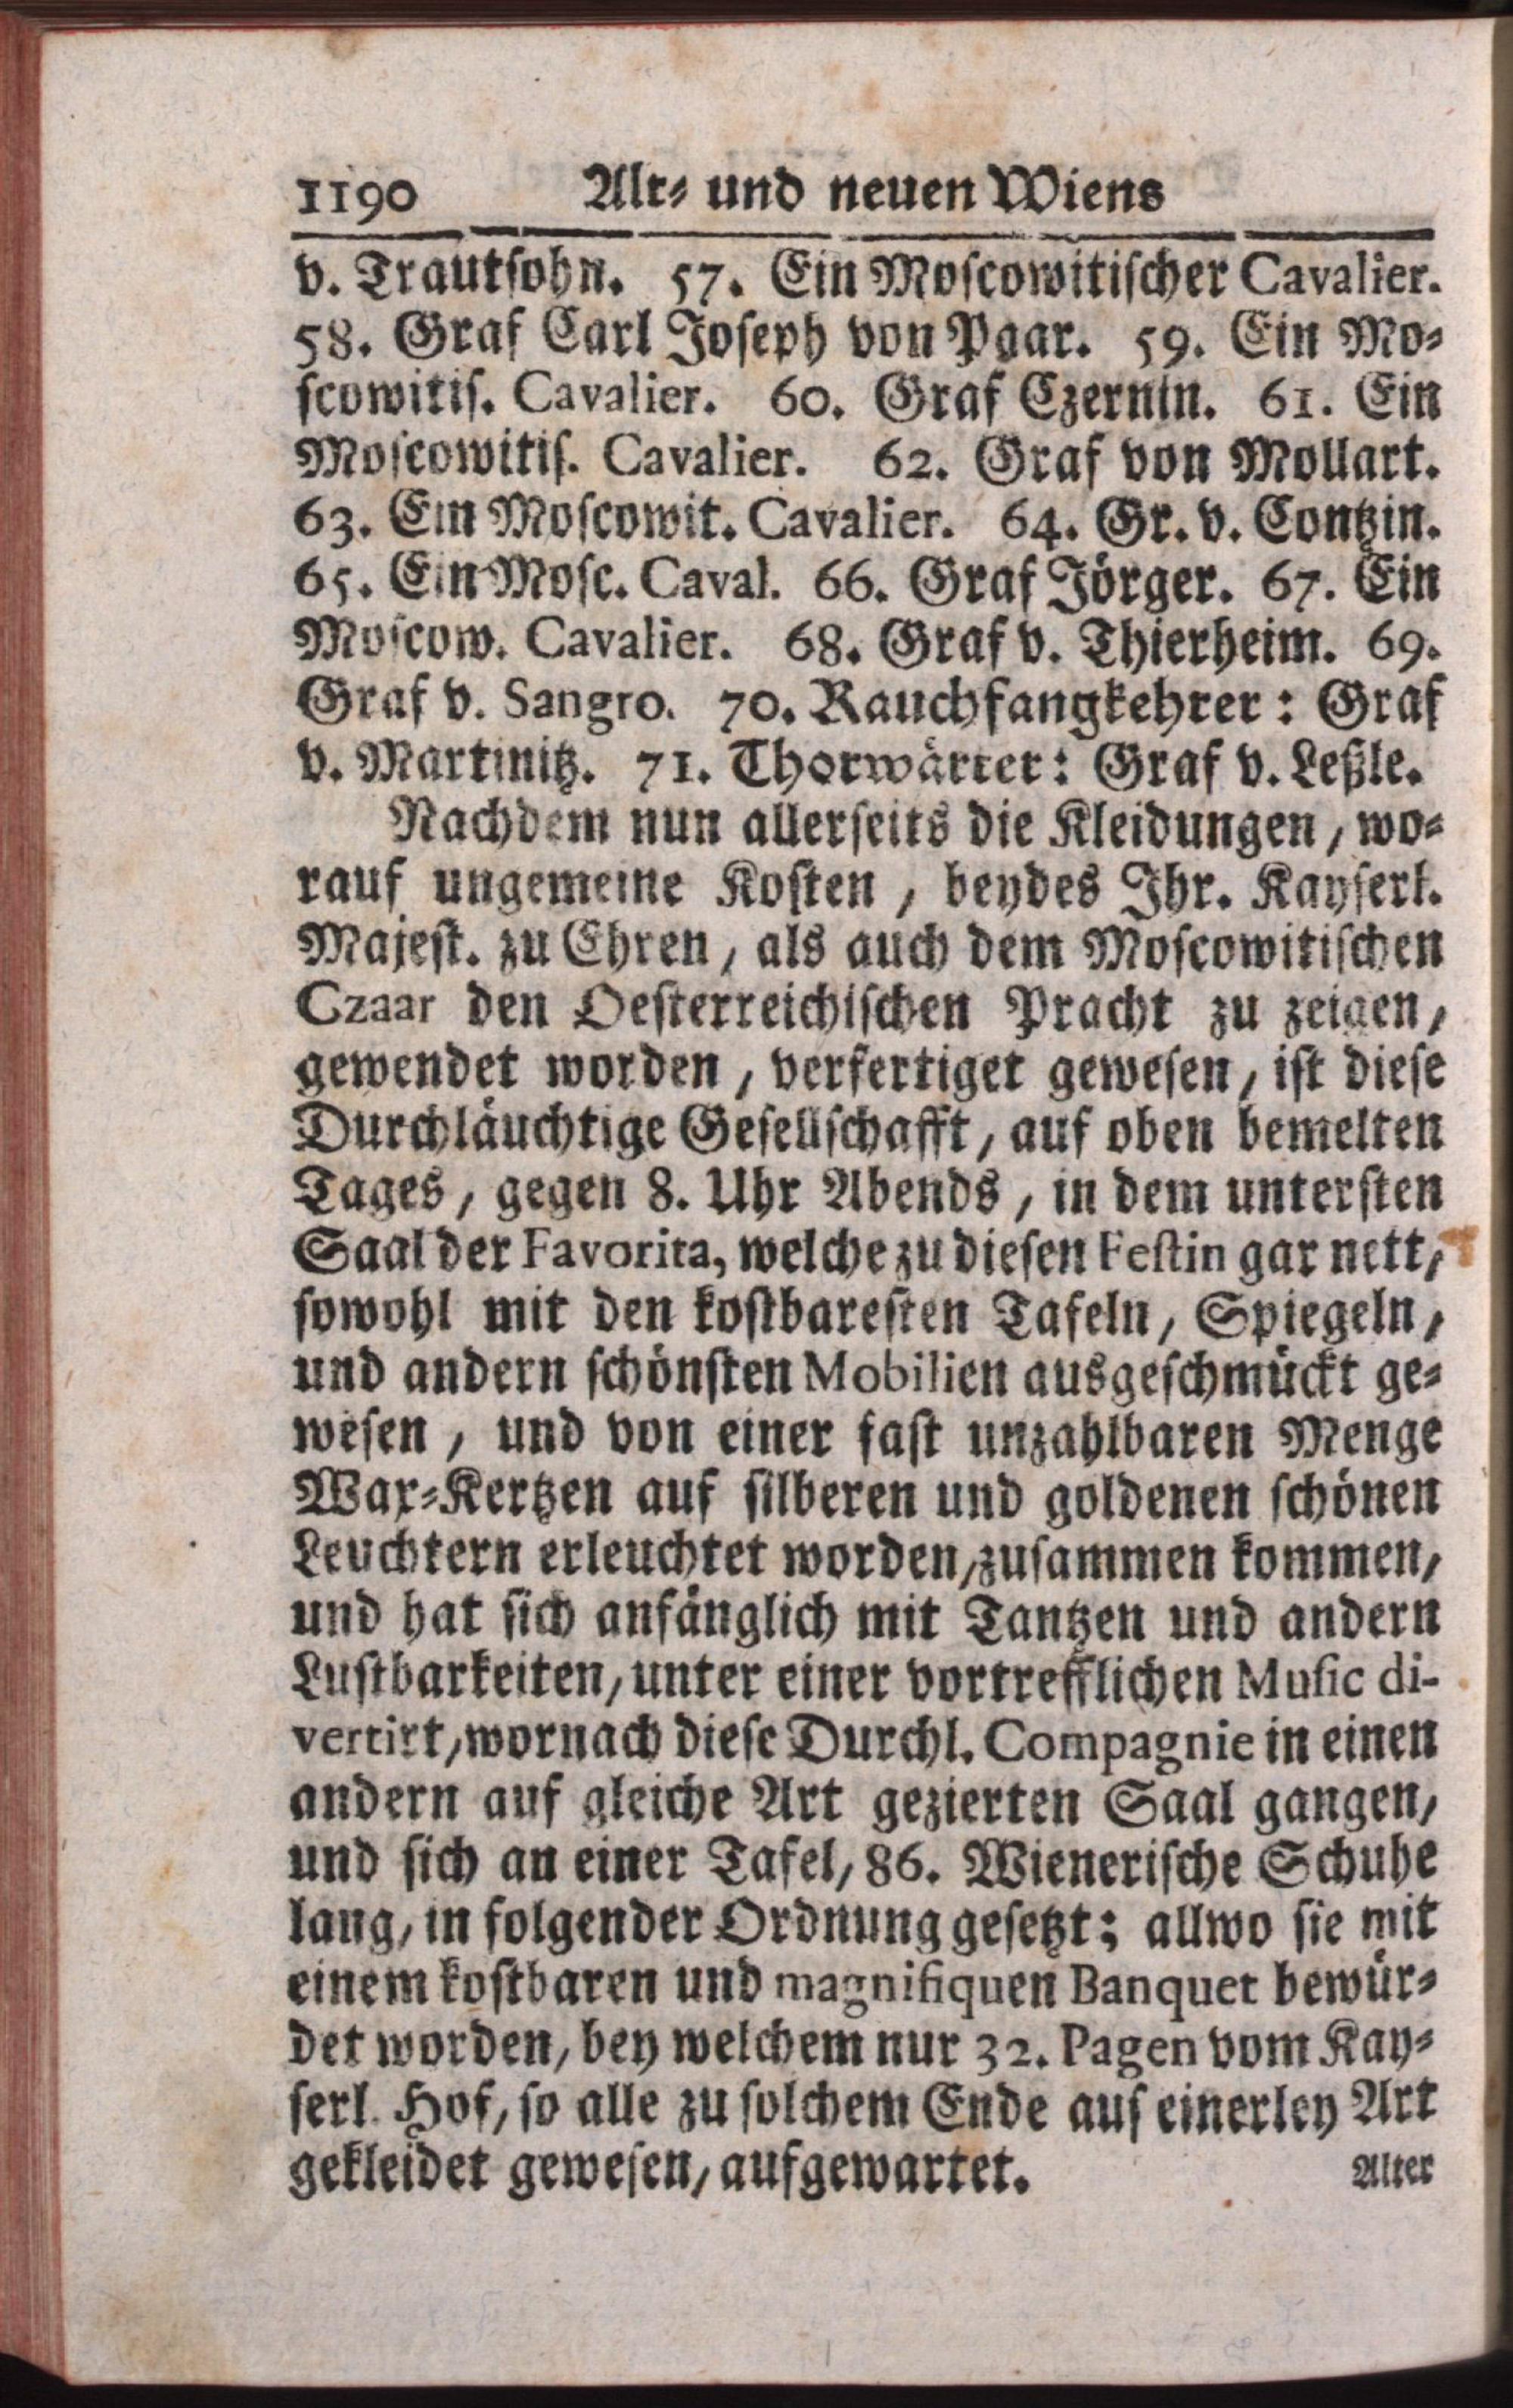 1190 Alt- und neuen Wiens
v. Trautsohn. 57. Ein Moscowitischer Cavalier.
58. Graf Carl Joseph von Paar. 59. Ein Mo-
scowitis. Cavalier. 60. Graf Czernin. 61. Ein
Moscowitis. Cavalier. 62. Graf von Mollart.
63. Ein Moscowit. Cavalier. 64. Gr. v. Contzin.
65. Ein Mosc. Caval. 66. Graf Jörger. 67. Ein
Moscow. Cavalier. 68. Graf v. Thierheim. 69.
Graf v. Sangro. 70. Rauchfangkehrer: Graf
v. Martinitz. 71. Thorwärter: Graf v. Leßle.
Nachdem nun allerseits die Kleidungen, wo-
rauf ungemeine Kosten, beydes Ihr. Kayserl.
Majest. zu Ehren, als auch dem Moscowitischen
Czaar den Oesterreichischen Pracht zu zeigen,
gewendet worden, verfertiget gewesen, ist diese
Durchläuchtige Gesellschafft, auf oben bemelten
Tages, gegen 8. Uhr Abends, in dem untersten
Saal der Favorita, welche zu diesen Festin gar nett,
sowohl mit den kostbaresten Tafeln, Spiegeln,
und andern schönsten Mobilien ausgeschmückt ge-
wesen, und von einer fast unzahlbaren Menge
Wax-Kertzen auf silberen und goldenen schönen
Leuchtern erleuchtet worden, zusammen kommen,
und hat sich anfänglich mit Tantzen und andern
Lustbarkeiten, unter einer vortrefflichen Music di-
vertirt, wornach diese Durchl. Compagnie in einen
andern auf gleiche Art gezierten Saal gangen,
und sich an einer Tafel, 86. Wienerische Schuhe
lang, in folgender Ordnung gesetzt; allwo sie mit
einem kostbaren und magnifiquen Banquet bewür-
det worden, bey welchem nur 32. Pagen vom Kay-
serl. Hof, so alle zu solchem Ende auf einerley Art
gekleidet gewesen, aufgewartet. Alter